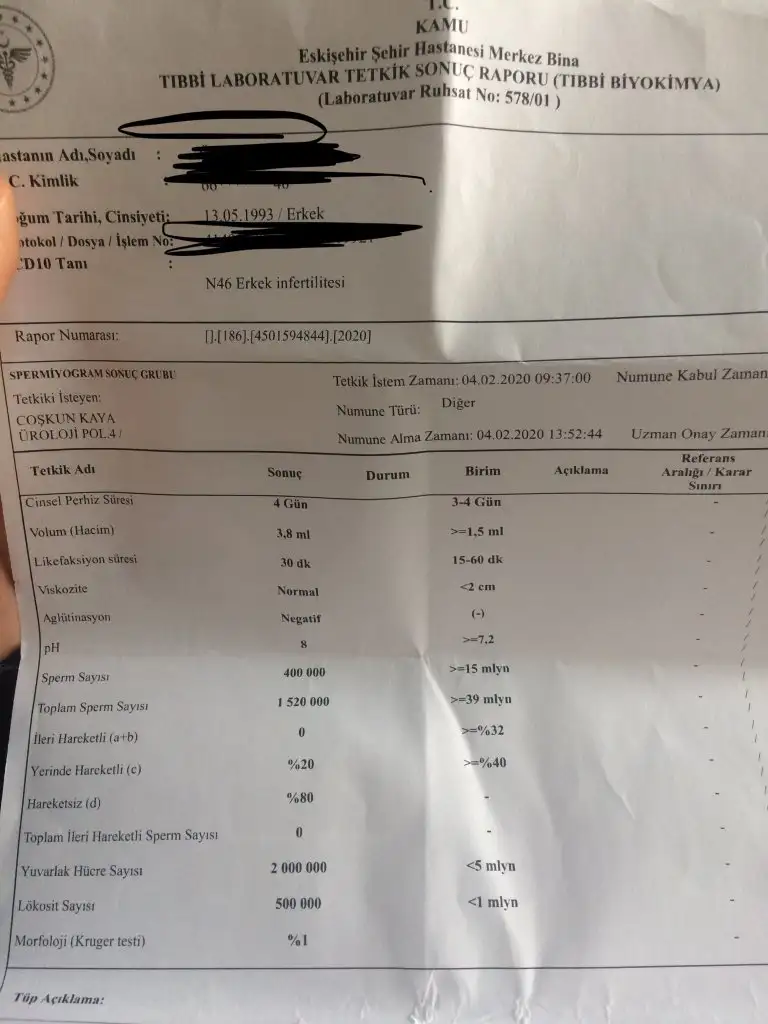 T.C.
KAMU
Eskişehir Şehir Hastanesi Merkez Bina
TIBBİ LABORATUVAR TETKİK SONUÇ RAPORU (TIBBİ BİYOKİMYA)
(Laboratuvar Ruhsat No: 578/01 )
astanın Adı,Soyadı :
C. Kimlik :
ğum Tarihi, Cinsiyeti: 13.05.1993 / Erkek
otokol / Dosya / İşlem No:
CD10 Tanı :
N46 Erkek infertilitesi
Rapor Numarası: [].[186].[4501594844].[2020]
SPERMİYOGRAM SONUÇ GRUBU
Tetkik İstem Zamanı: 04.02.2020 09:37:00 Numune Kabul Zaman
Tetkiki İsteyen:
Numune Türü: Diğer
COŞKUN KAYA
ÜROLOJİ POL.4 /
Numune Alma Zamanı: 04.02.2020 13:52:44 Uzman Onay Zamanı
Tetkik Adı Sonuç Durum Birim Açıklama Referans Aralığı / Karar Sınırı
Cinsel Perhiz Süresi 4 Gün 3-4 Gün -
Volum (Hacim) 3,8 ml >=1,5 ml -
Likefaksiyon süresi 30 dk 15-60 dk -
Viskozite Normal <2 cm -
Aglütinasyon Negatif (-) -
pH 8 >=7,2 -
Sperm Sayısı 400 000 >=15 mlyn -
Toplam Sperm Sayısı 1 520 000 >=39 mlyn -
İleri Hareketli (a+b) 0 >=%32 -
Yerinde Hareketli (c) %20 >=%40 -
Hareketsiz (d) %80 - -
Toplam İleri Hareketli Sperm Sayısı 0 - -
Yuvarlak Hücre Sayısı 2 000 000 <5 mlyn -
Lökosit Sayısı 500 000 <1 mlyn -
Morfoloji (Kruger testi) %1 -
Tüp Açıklama: